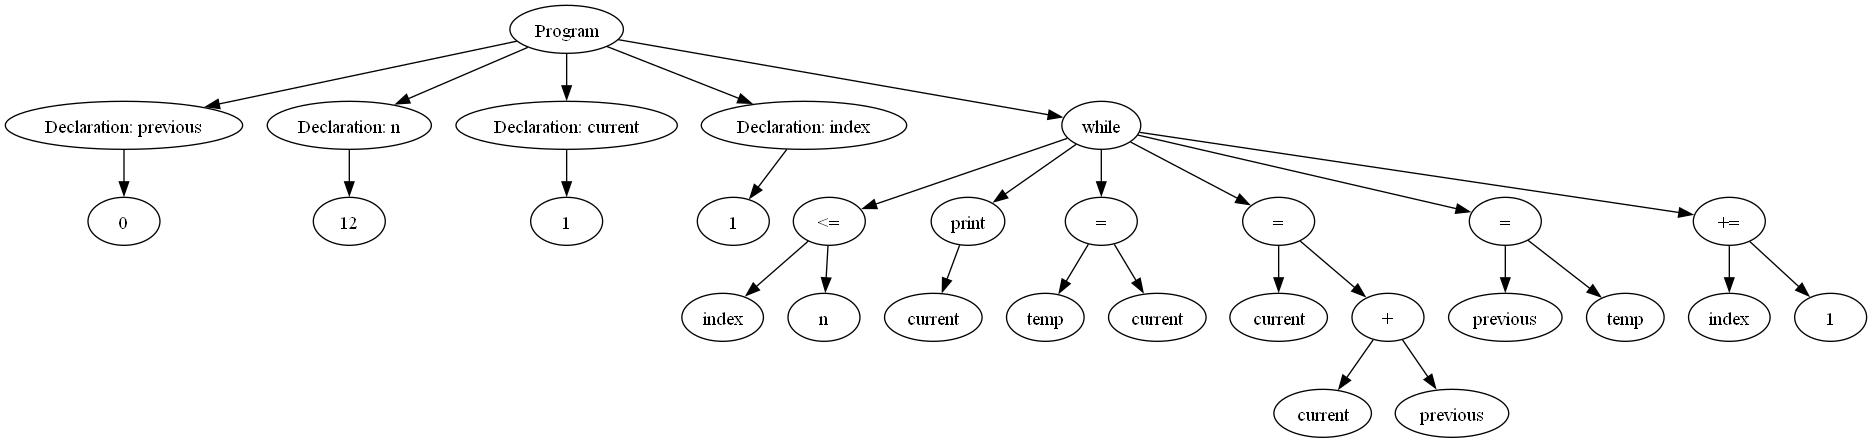 Program
Declaration: previous
Declaration: n
Declaration: current
Declaration: index
while
0
12
1
1
<=
print
=
=
=
+=
index
n
current
temp
current
current
+
previous
temp
index
1
current
previous